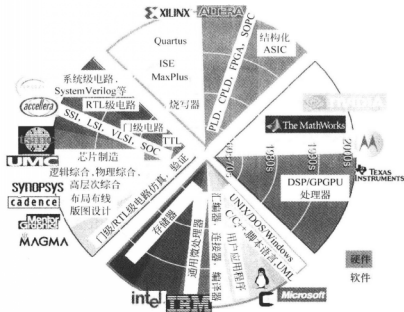 XILINX
ALTERA
Quartus
ISE
MaxPlus
烧写器
PLD、CPLD、FPGA、SOPC
结构化
ASIC
系统级电路、
SystemVerilog等
RTL级电路
门级电路
TTL
SSI、LSI、VLSI、SOC
accellera
UMC
SYNOPSYS
cadence
Mentor
Graphics
MAGMA
芯片制造
逻辑综合、物理综合、
高层次综合
布局布线
版图设计
门级/RTL级电路仿真、验证
NVIDIA
The MathWorks
MOTOROLA
TEXAS
INSTRUMENTS
1980s
1990s
2000s
DSP/GPGPU
处理器
存储器
通用微处理器
汇编器、连接器、编译器
用户应用程序
C/C++、脚本语言、UML
UNIX/DOS/Windows
intel
IBM
C
Microsoft
硬件
软件